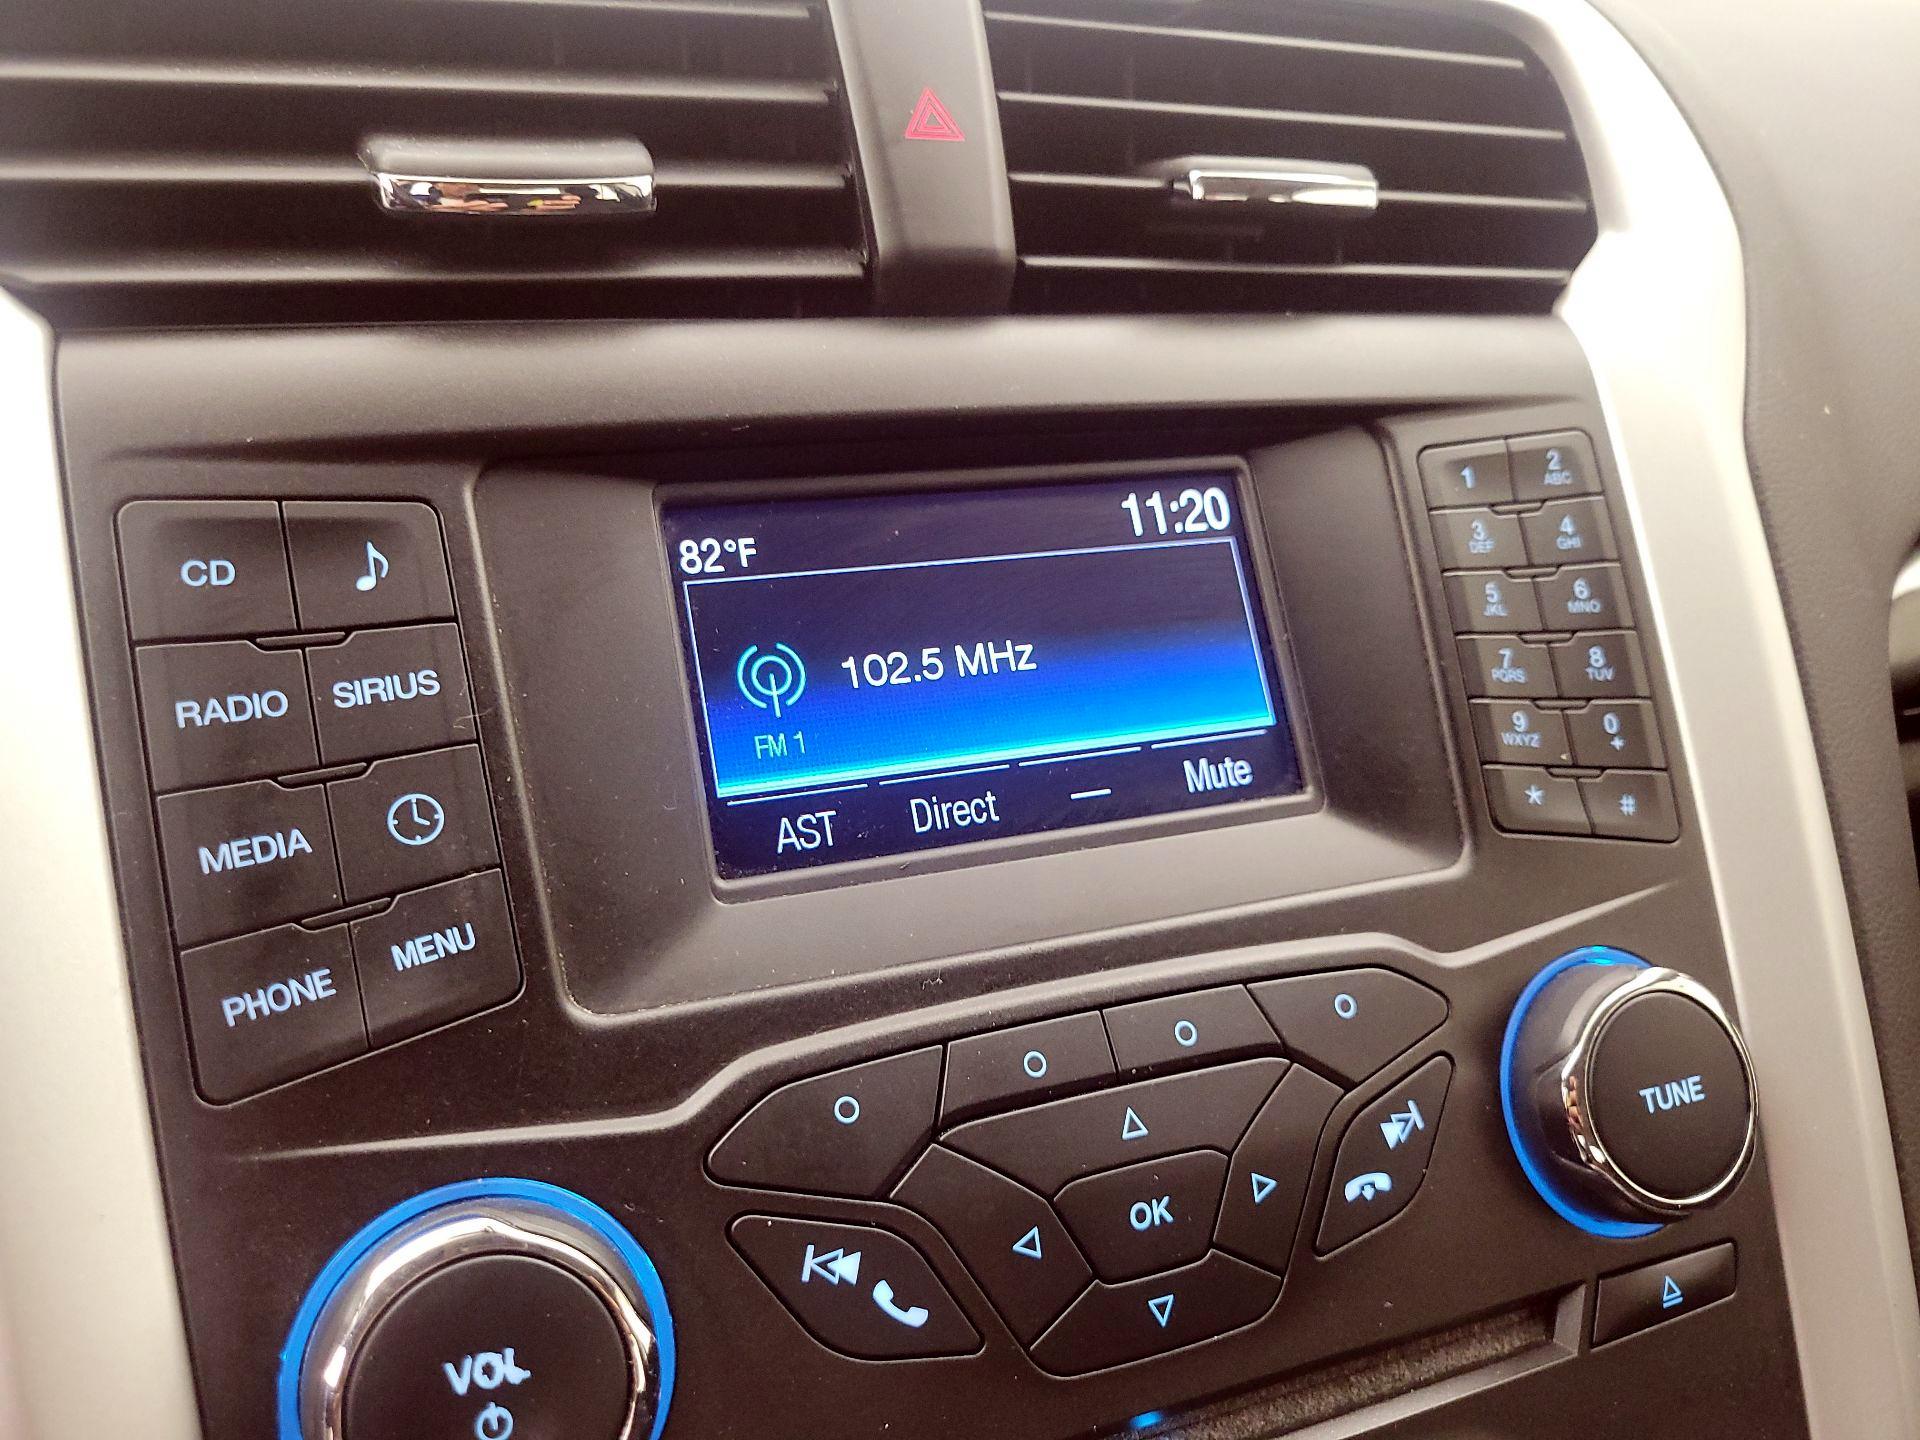 82°F
11:20
102.5 MHz
FM 1
AST
Direct
Mute
CD
RADIO
SIRIUS
MEDIA
PHONE
MENU
1
2
ABC
3
DEF
4
GHI
5
JKL
6
MNO
7
PQRS
8
TUV
9
WXYZ
0
+
*
#
OK
TUNE
VOL